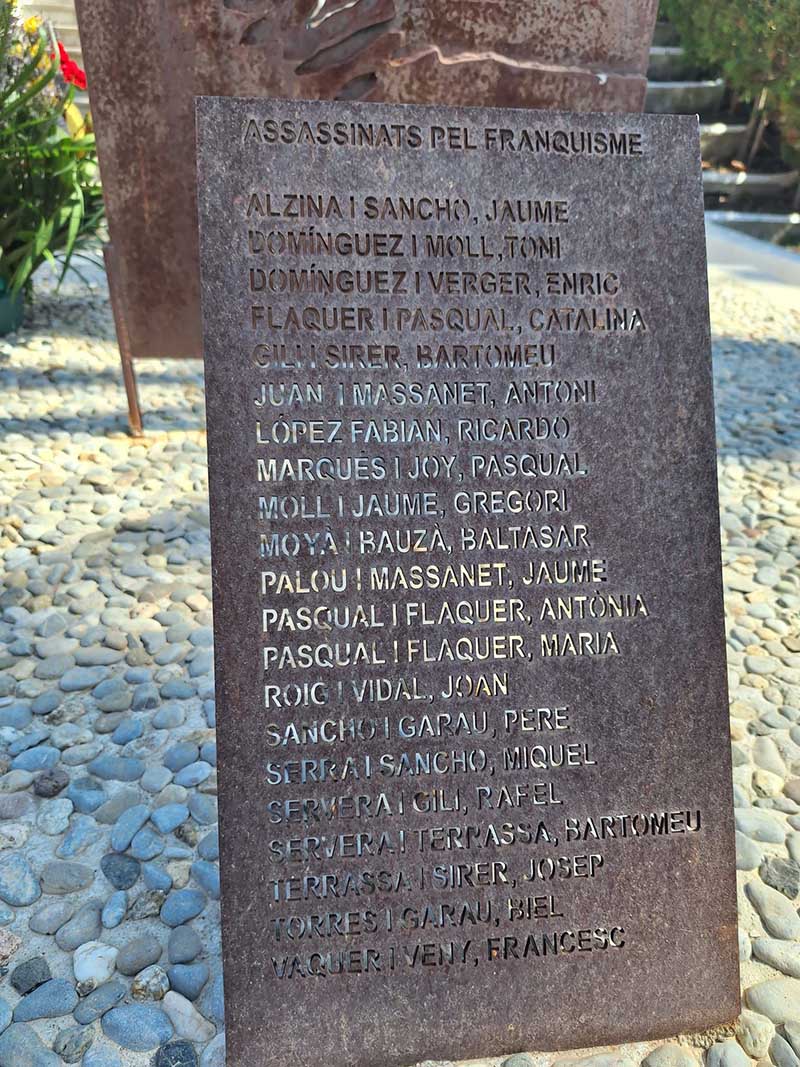 ASSASSINATS PEL FRANQUISME
ALZINA I SANCHO, JAUME
DOMÍNGUEZ I MOLL, TONI
DOMÍNGUEZ I VERGER, ENRIC
FLAQUER I PASQUAL, CATALINA
GILI I SIRER, BARTOMEU
JUAN I MASSANET, ANTONI
LÓPEZ FABIAN, RICARDO
MARQUÈS I JOY, PASQUAL
MOLL I JAUME, GREGORI
MOYÀ I BAUZÀ, BALTASAR
PALOU I MASSANET, JAUME
PASQUAL I FLAQUER, ANTÒNIA
PASQUAL I FLAQUER, MARIA
ROIG I VIDAL, JOAN
SANCHO I GARAU, PERE
SERRA I SANCHO, MIQUEL
SERVERA I GILI, RAFEL
SERVERA I TERRASSA, BARTOMEU
TERRASSA I SIRER, JOSEP
TORRES I GARAU, BIEL
VAQUER I VENY, FRANCESC